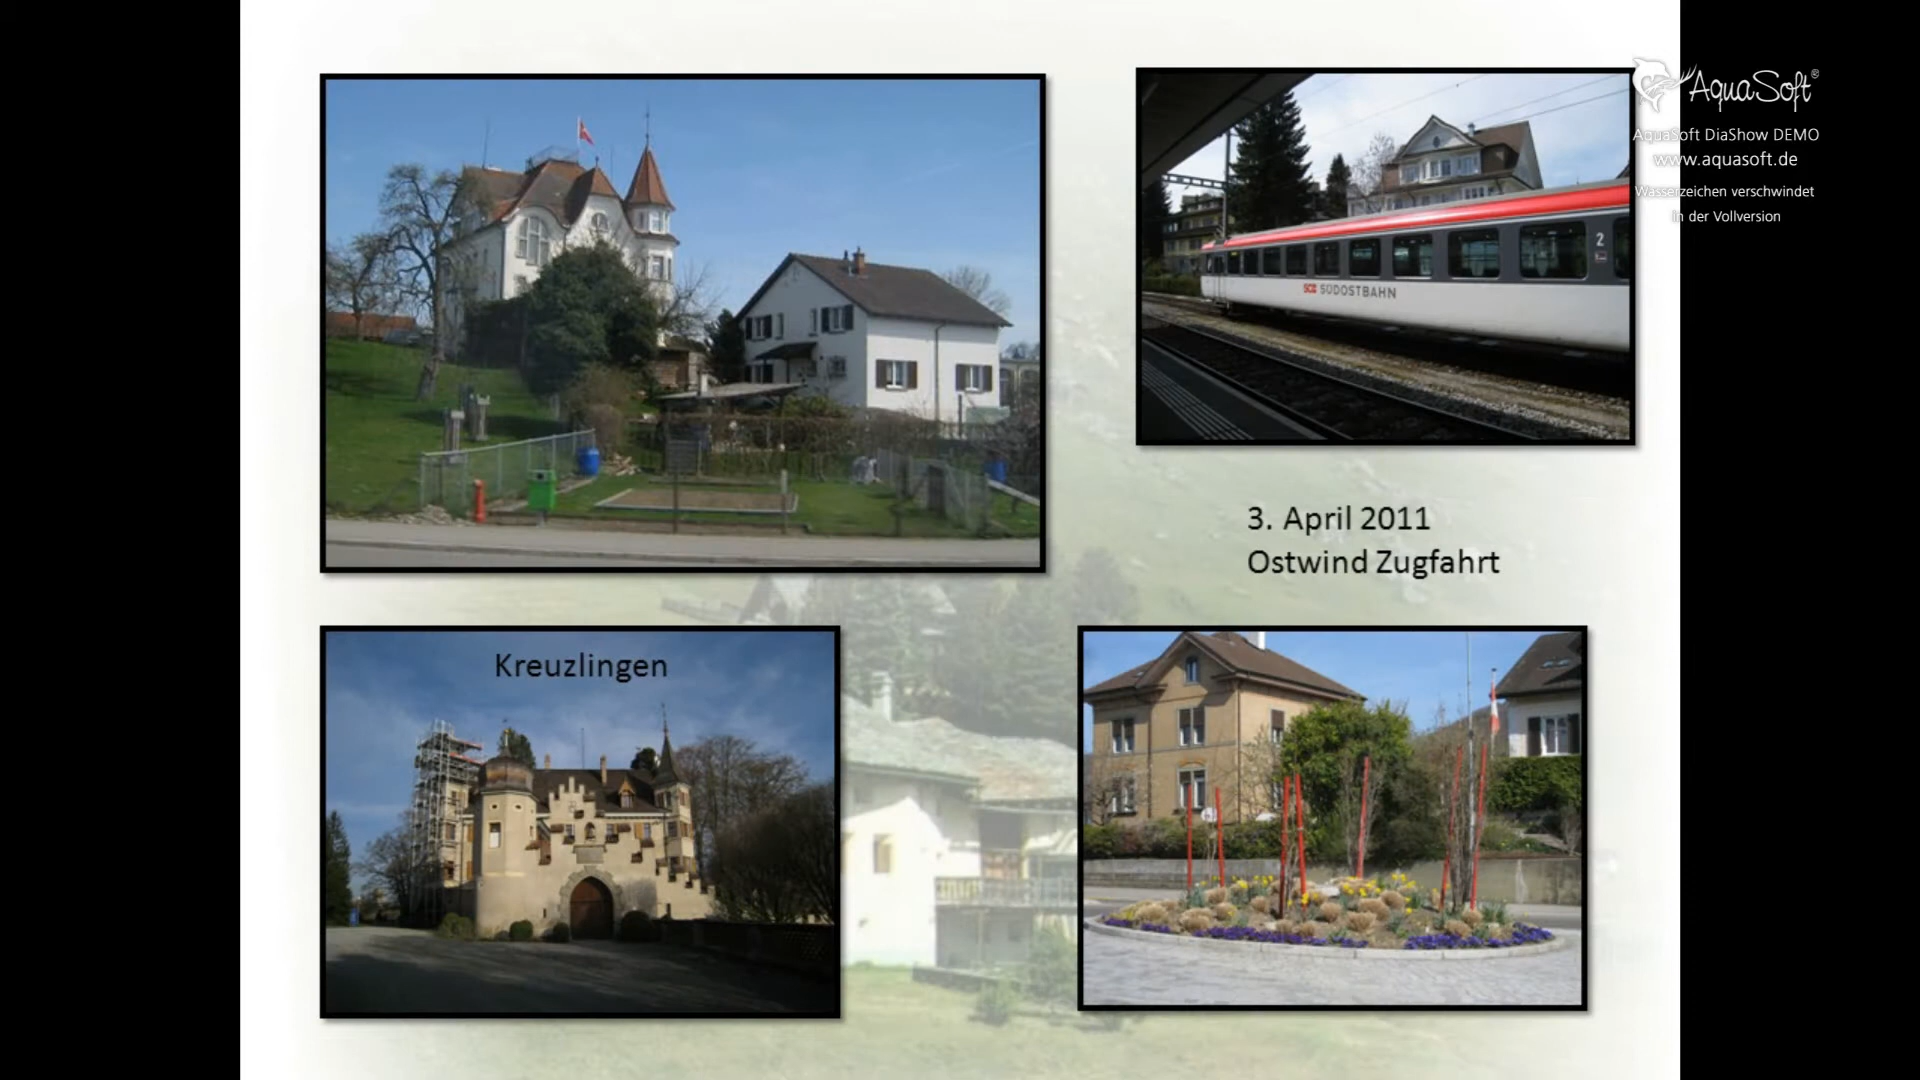 AquaSoft®
AquaSoft DiaShow DEMO
www.aquasoft.de
Wasserzeichen verschwindet
in der Vollversion
2
SOB SÜDOSTBAHN
3. April 2011
Ostwind Zugfahrt
Kreuzlingen